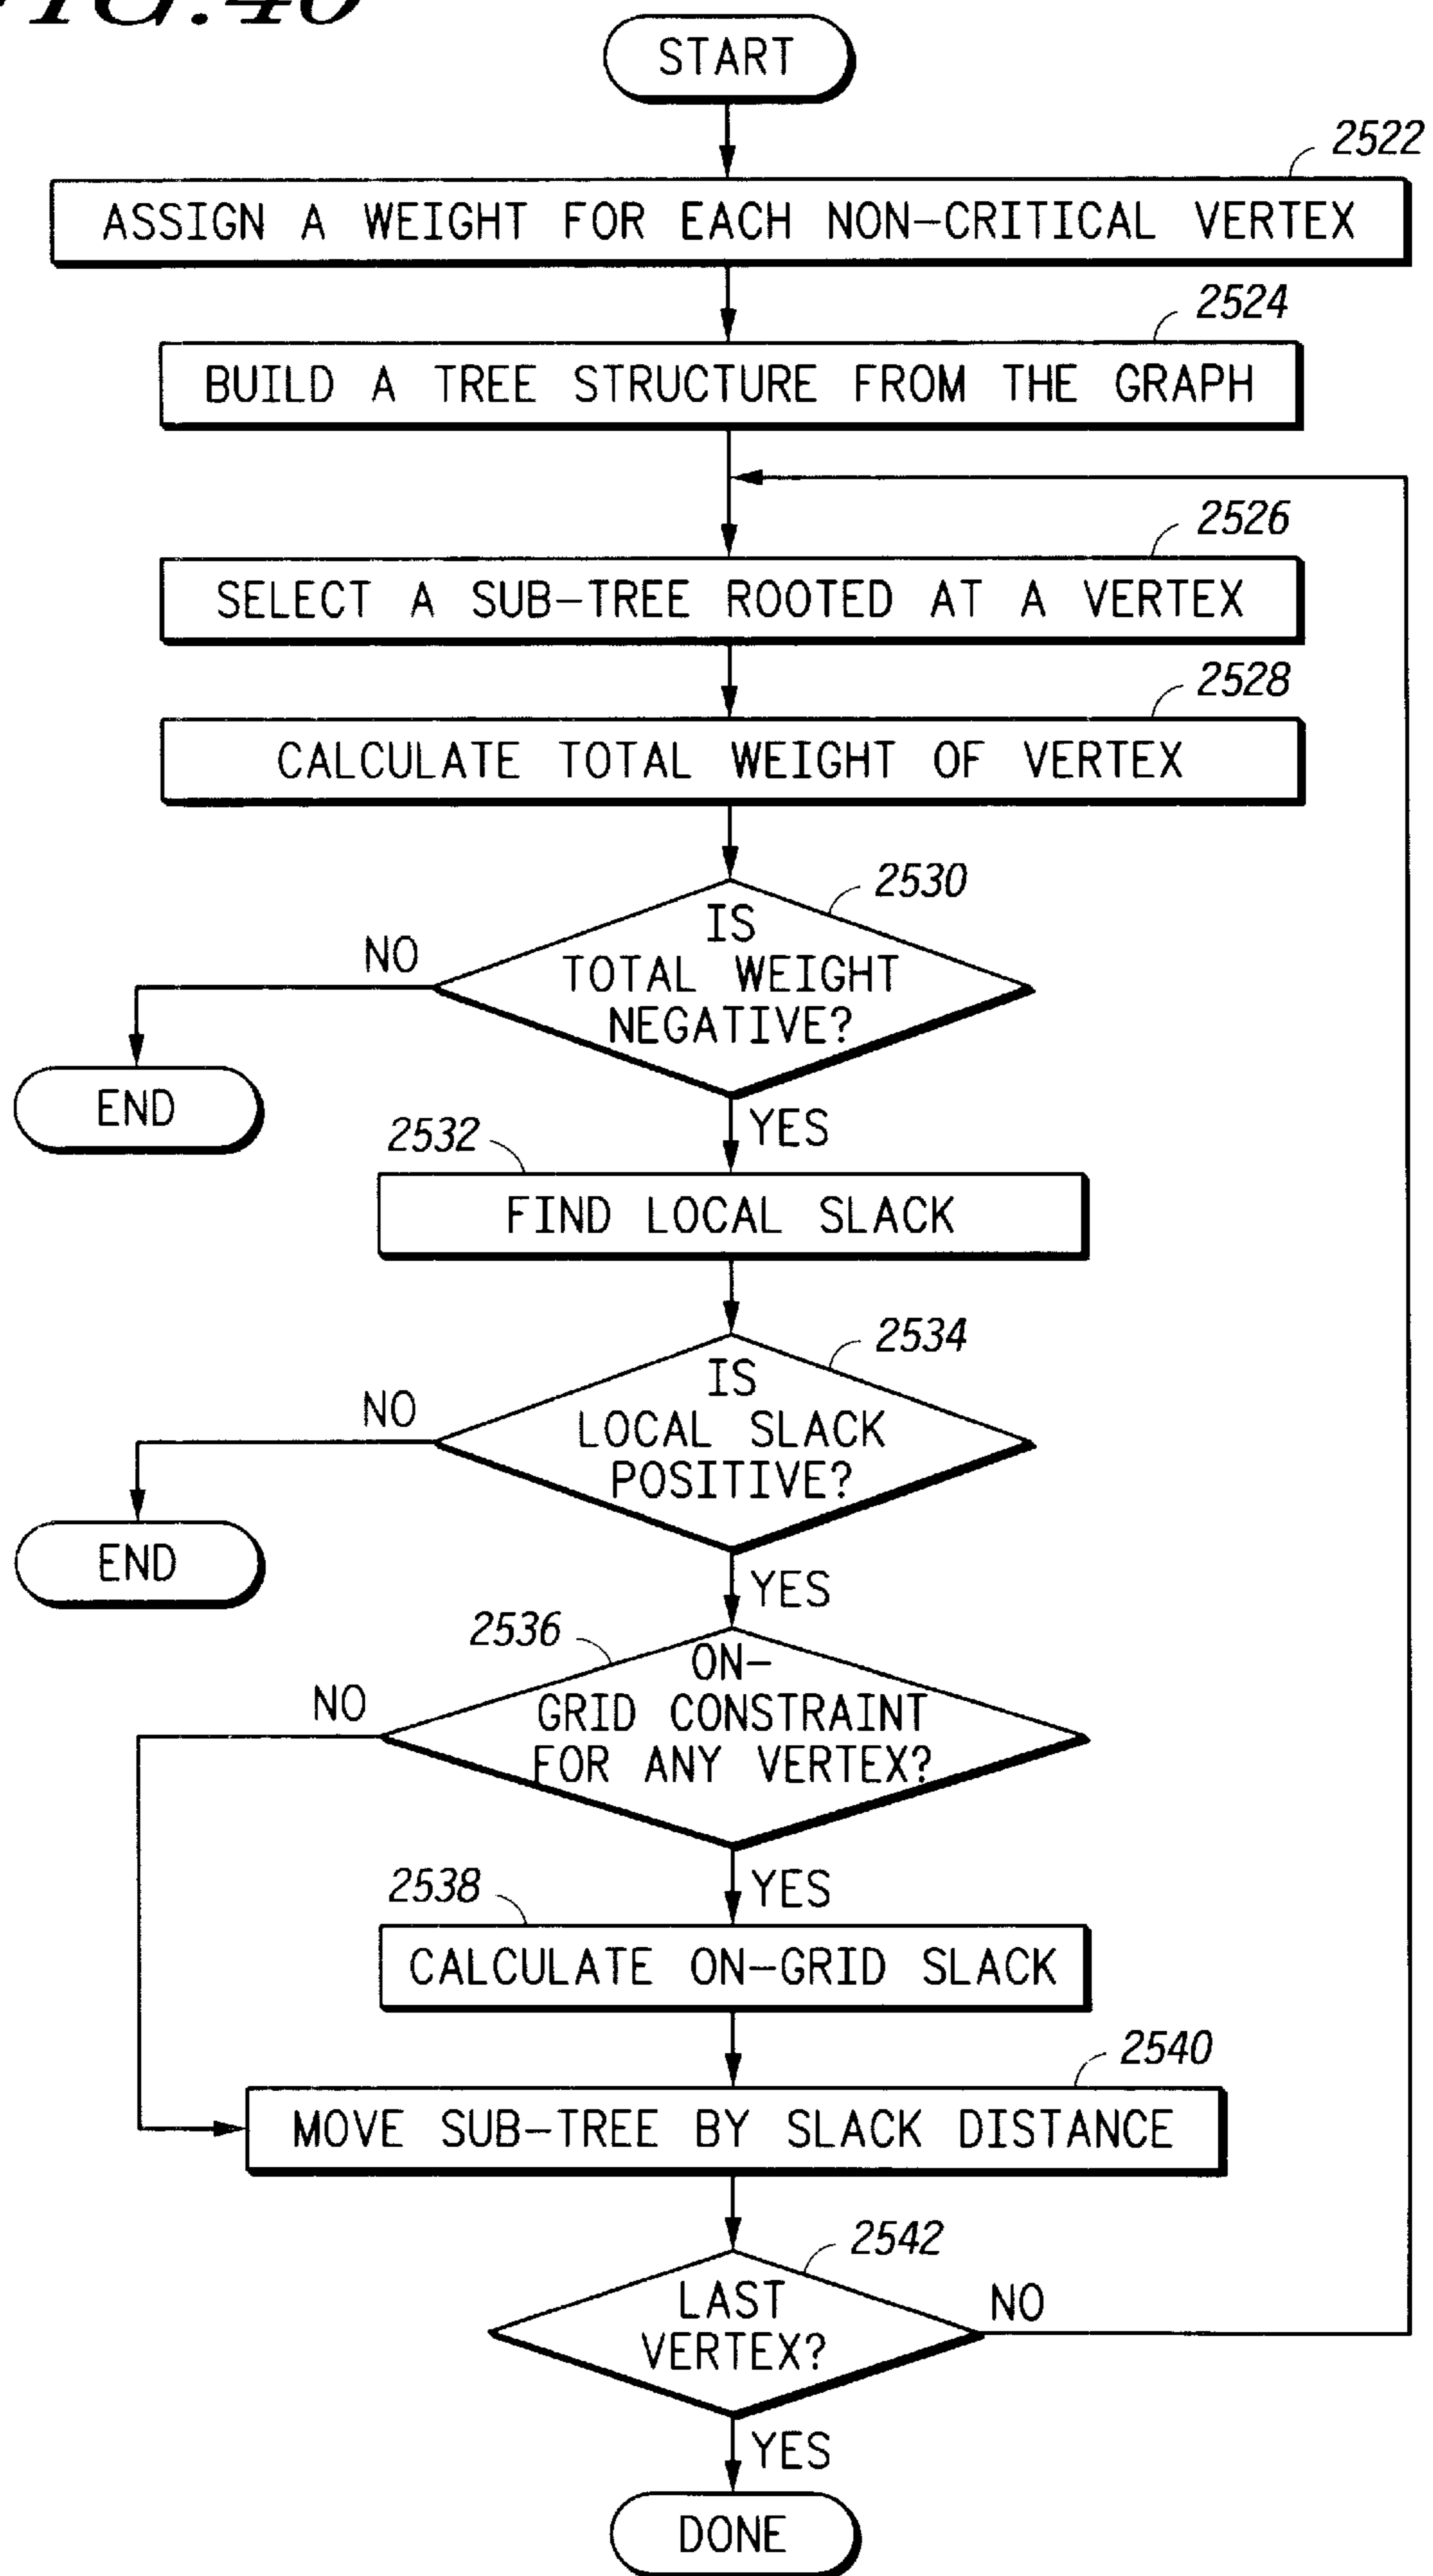 START
2522
ASSIGN A WEIGHT FOR EACH NON-CRITICAL VERTEX
2524
BUILD A TREE STRUCTURE FROM THE GRAPH
2526
SELECT A SUB-TREE ROOTED AT A VERTEX
2528
CALCULATE TOTAL WEIGHT OF VERTEX
2530
IS
TOTAL WEIGHT
NEGATIVE?
NO
END
YES
2532
FIND LOCAL SLACK
2534
IS
LOCAL SLACK
POSITIVE?
NO
END
YES
2536
ON-
GRID CONSTRAINT
FOR ANY VERTEX?
NO
YES
2538
CALCULATE ON-GRID SLACK
2540
MOVE SUB-TREE BY SLACK DISTANCE
2542
LAST
VERTEX?
NO
YES
DONE